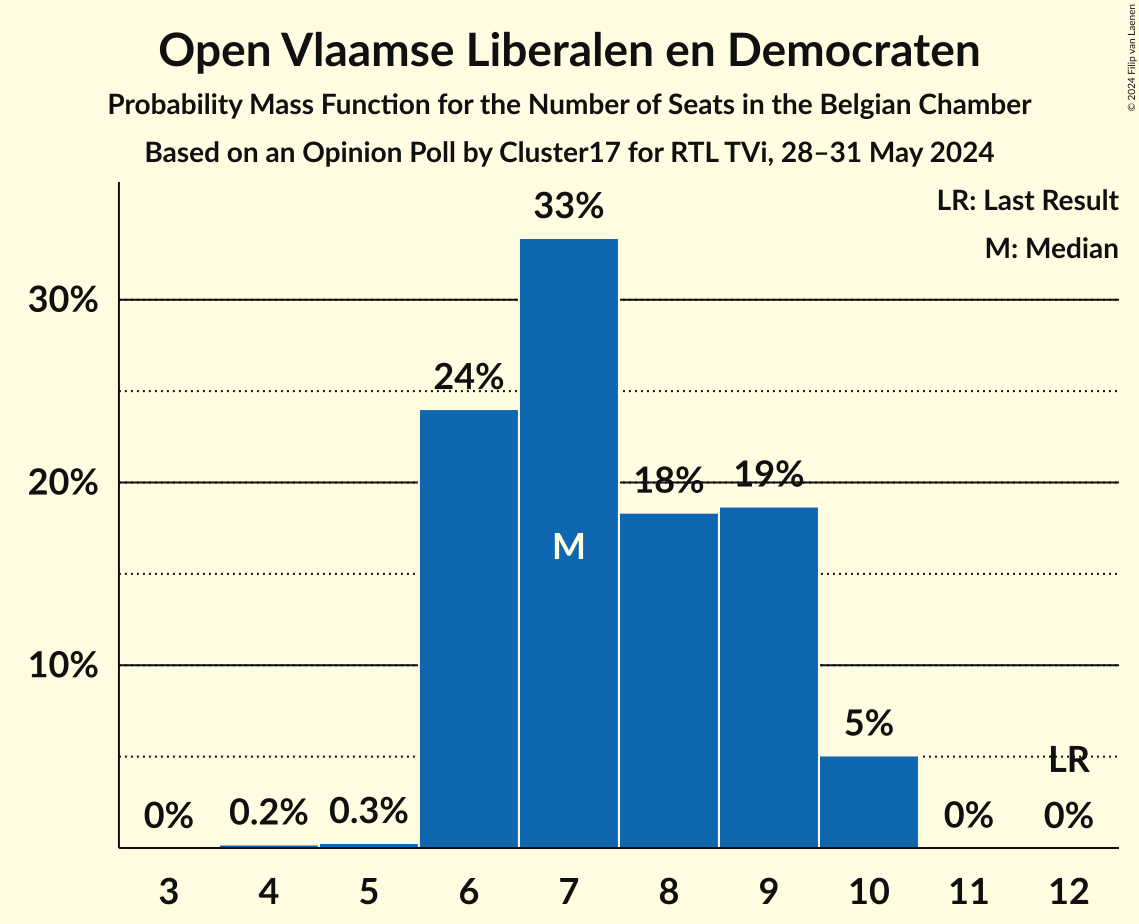 Open Vlaamse Liberalen en Democraten
Probability Mass Function for the Number of Seats in the Belgian Chamber
Based on an Opinion Poll by Cluster17 for RTL TVi, 28–31 May 2024
© 2024 Filip van Laenen
LR: Last Result
M: Median
33%
30%
24%
20%
18%
19%
M
10%
5%
LR
0%
0.2%
0.3%
0%
0%
3 4 5 6 7 8 9 10 11 12